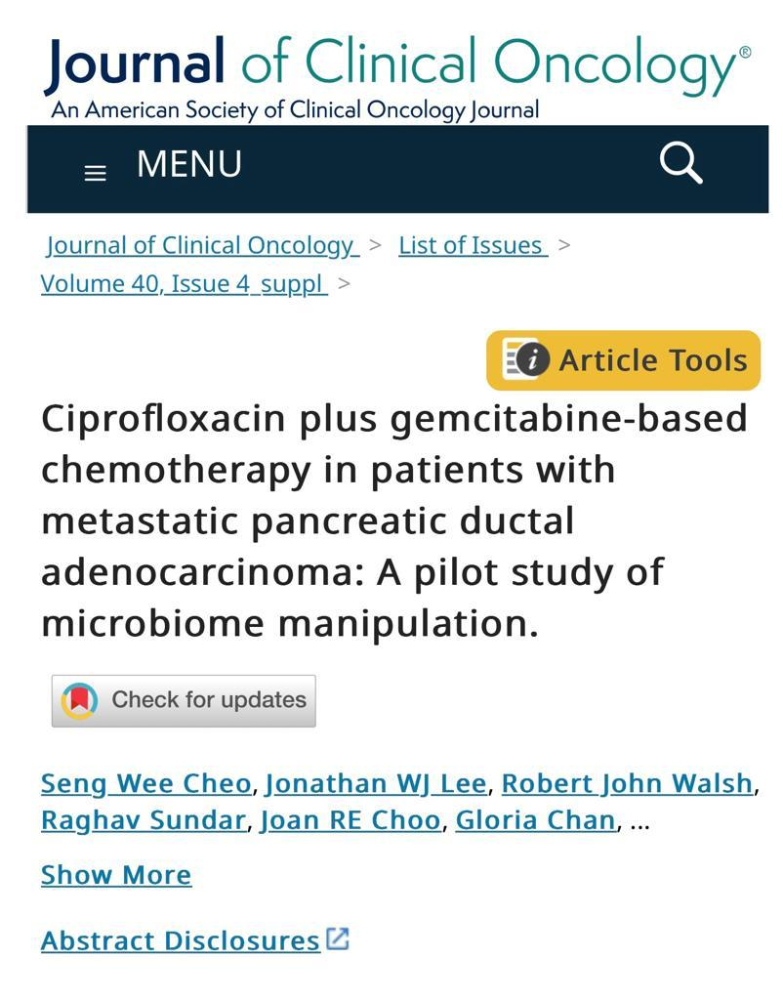 Journal of Clinical Oncology®
An American Society of Clinical Oncology Journal
MENU
Journal of Clinical Oncology > List of Issues >
Volume 40, Issue 4_suppl >
Article Tools
Ciprofloxacin plus gemcitabine-based
chemotherapy in patients with
metastatic pancreatic ductal
adenocarcinoma: A pilot study of
microbiome manipulation.
Check for updates
Seng Wee Cheo, Jonathan WJ Lee, Robert John Walsh,
Raghav Sundar, Joan RE Choo, Gloria Chan, ...
Show More
Abstract Disclosures